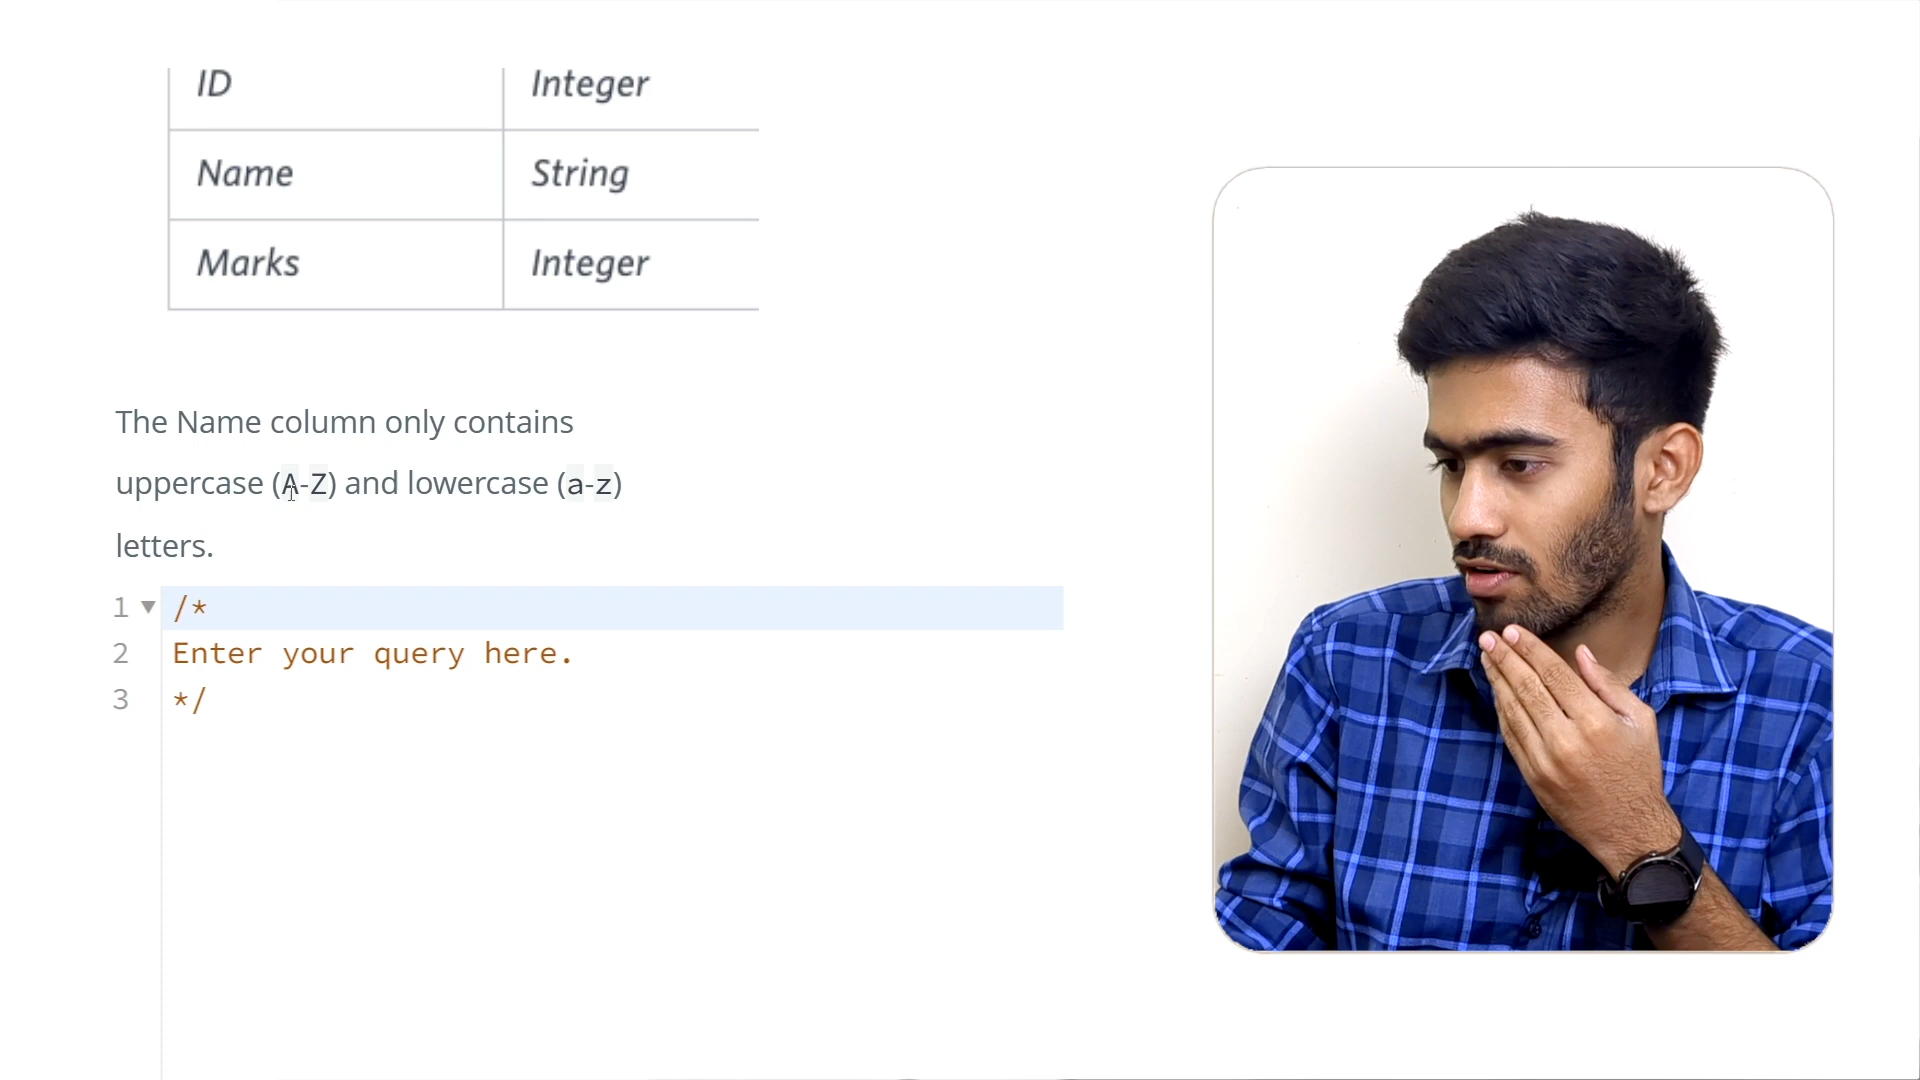 ID Integer
Name String
Marks Integer
The Name column only contains
uppercase (A-Z) and lowercase (a-z)
letters.
1 /*
2 Enter your query here.
3 */